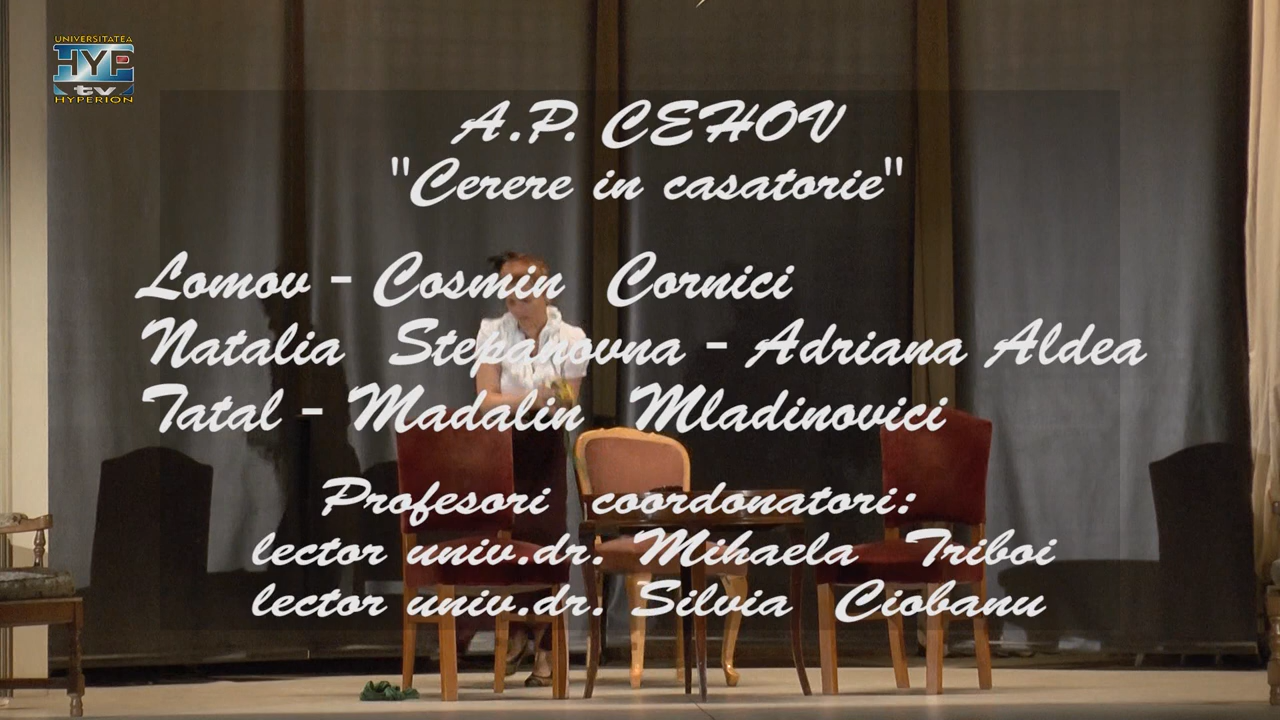 UNIVERSITATEA
HYP
tv
HYPERION
A.P. CEHOV
"Cerere in casatorie"
Lomov - Cosmin Cornici
Natalia Stepanovna - Adriana Aldea
Tatal - Madalin Mladinovici
Profesori coordonatori:
lector univ.dr. Mihaela Triboi
lector univ.dr. Silvia Ciobanu